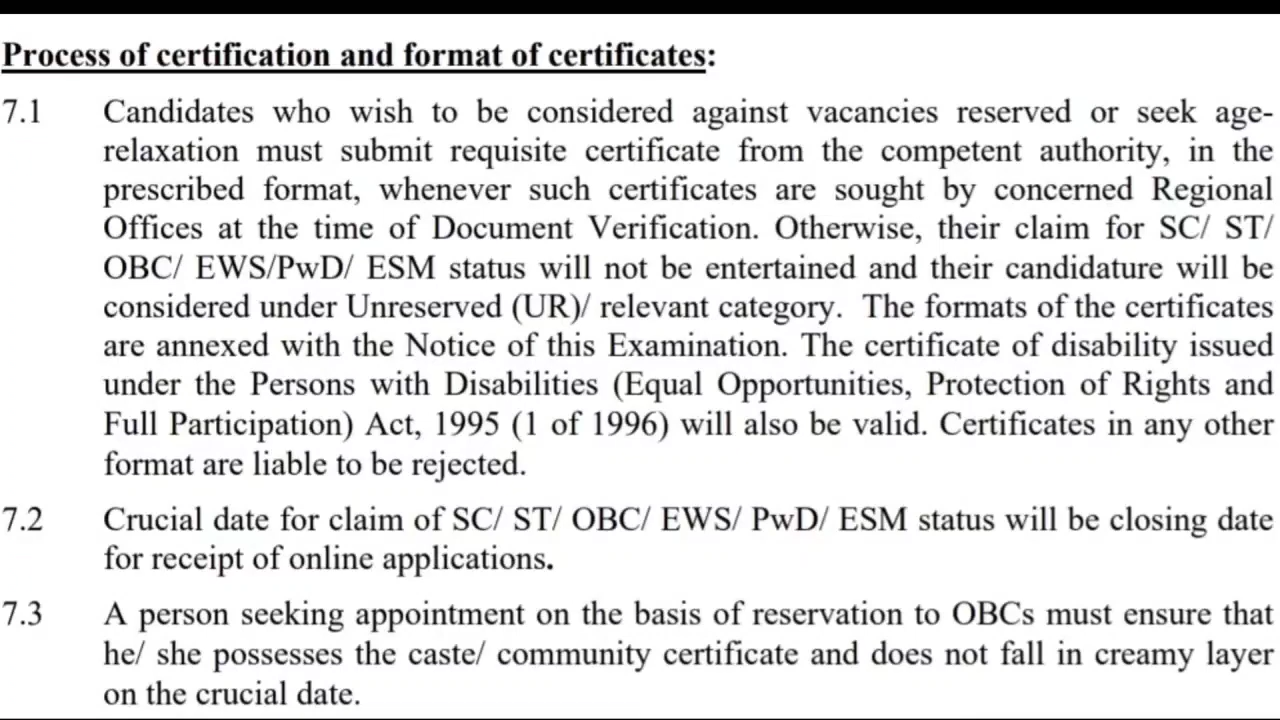 Process of certification and format of certificates:
7.1 Candidates who wish to be considered against vacancies reserved or seek age-
relaxation must submit requisite certificate from the competent authority, in the
prescribed format, whenever such certificates are sought by concerned Regional
Offices at the time of Document Verification. Otherwise, their claim for SC/ ST/
OBC/ EWS/PwD/ ESM status will not be entertained and their candidature will be
considered under Unreserved (UR)/ relevant category. The formats of the certificates
are annexed with the Notice of this Examination. The certificate of disability issued
under the Persons with Disabilities (Equal Opportunities, Protection of Rights and
Full Participation) Act, 1995 (1 of 1996) will also be valid. Certificates in any other
format are liable to be rejected.
7.2 Crucial date for claim of SC/ ST/ OBC/ EWS/ PwD/ ESM status will be closing date
for receipt of online applications.
7.3 A person seeking appointment on the basis of reservation to OBCs must ensure that
he/ she possesses the caste/ community certificate and does not fall in creamy layer
on the crucial date.